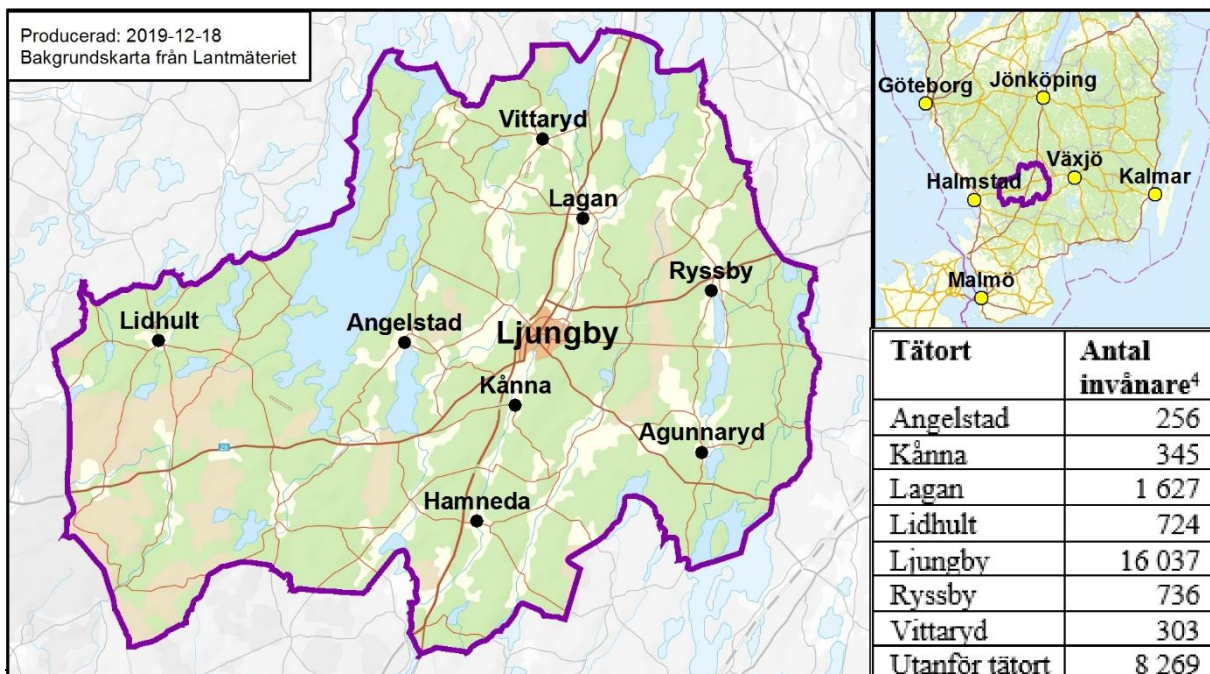 Producerad: 2019-12-18
Bakgrundskarta från Lantmäteriet
Vittaryd
Lagan
Ryssby
Lidhult
Angelstad
Ljungby
Kånna
Agunnaryd
Hamneda
Göteborg
Jönköping
Växjö
Halmstad
Kalmar
Malmö
Tätort Antal invånare⁴
Angelstad 256
Kånna 345
Lagan 1 627
Lidhult 724
Ljungby 16 037
Ryssby 736
Vittaryd 303
Utanför tätort 8 269